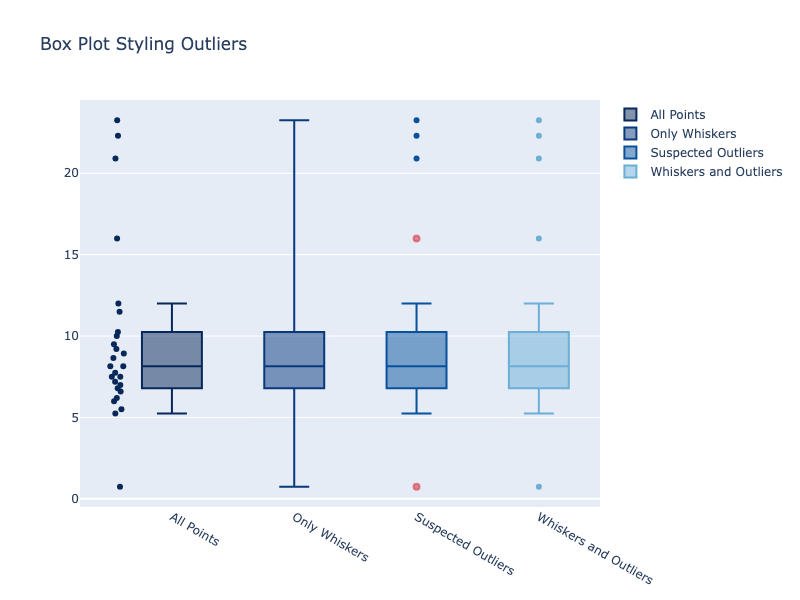 Box Plot Styling Outliers
All Points
Only Whiskers
Suspected Outliers
Whiskers and Outliers
20
15
10
5
0
All Points
Only Whiskers
Suspected Outliers
Whiskers and Outliers